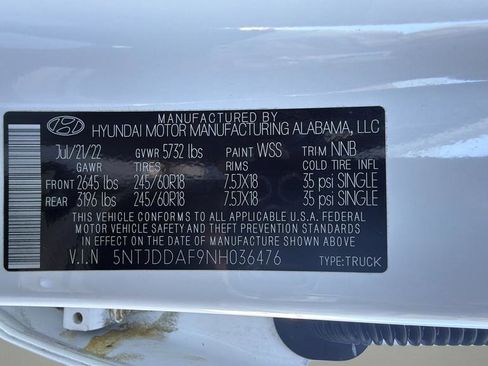 MANUFACTURED BY
HYUNDAI MOTOR MANUFACTURING ALABAMA, LLC
Jul/21/22 GVWR 5732 lbs PAINT WSS TRIM NNB
GAWR TIRES RIMS COLD TIRE INFL
FRONT 2645 lbs 245/60R18 7.5JX18 35 psi SINGLE
REAR 3196 lbs 245/60R18 7.5JX18 35 psi SINGLE
THIS VEHICLE CONFORMS TO ALL APPLICABLE U.S.A. FEDERAL
MOTOR VEHICLE SAFETY AND THEFT PREVENTION STANDARDS
IN EFFECT ON THE DATE OF MANUFACTURE SHOWN ABOVE.
V.I.N 5NTJDDAF9NH036476 TYPE:TRUCK